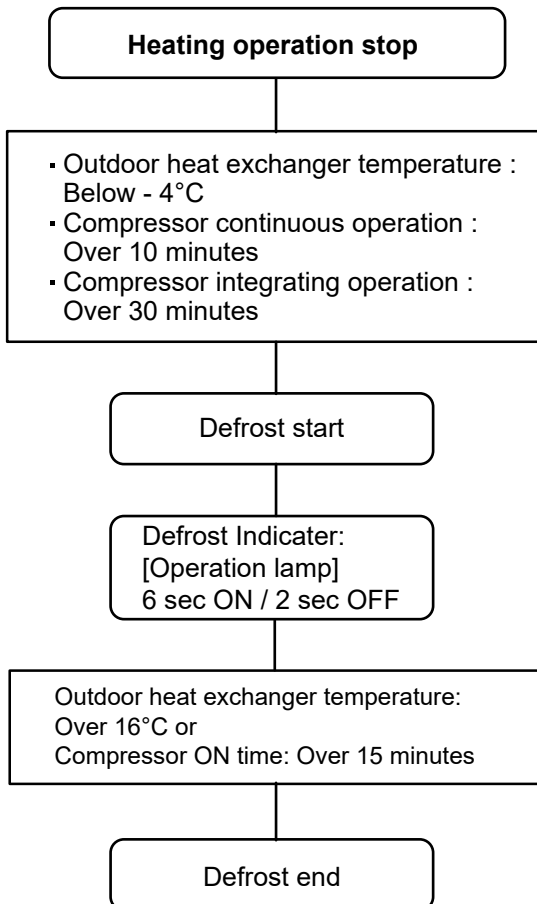 Heating operation stop
▪ Outdoor heat exchanger temperature :
Below - 4°C
▪ Compressor continuous operation :
Over 10 minutes
▪ Compressor integrating operation :
Over 30 minutes
Defrost start
Defrost Indicater:
[Operation lamp]
6 sec ON / 2 sec OFF
Outdoor heat exchanger temperature:
Over 16°C or
Compressor ON time: Over 15 minutes
Defrost end